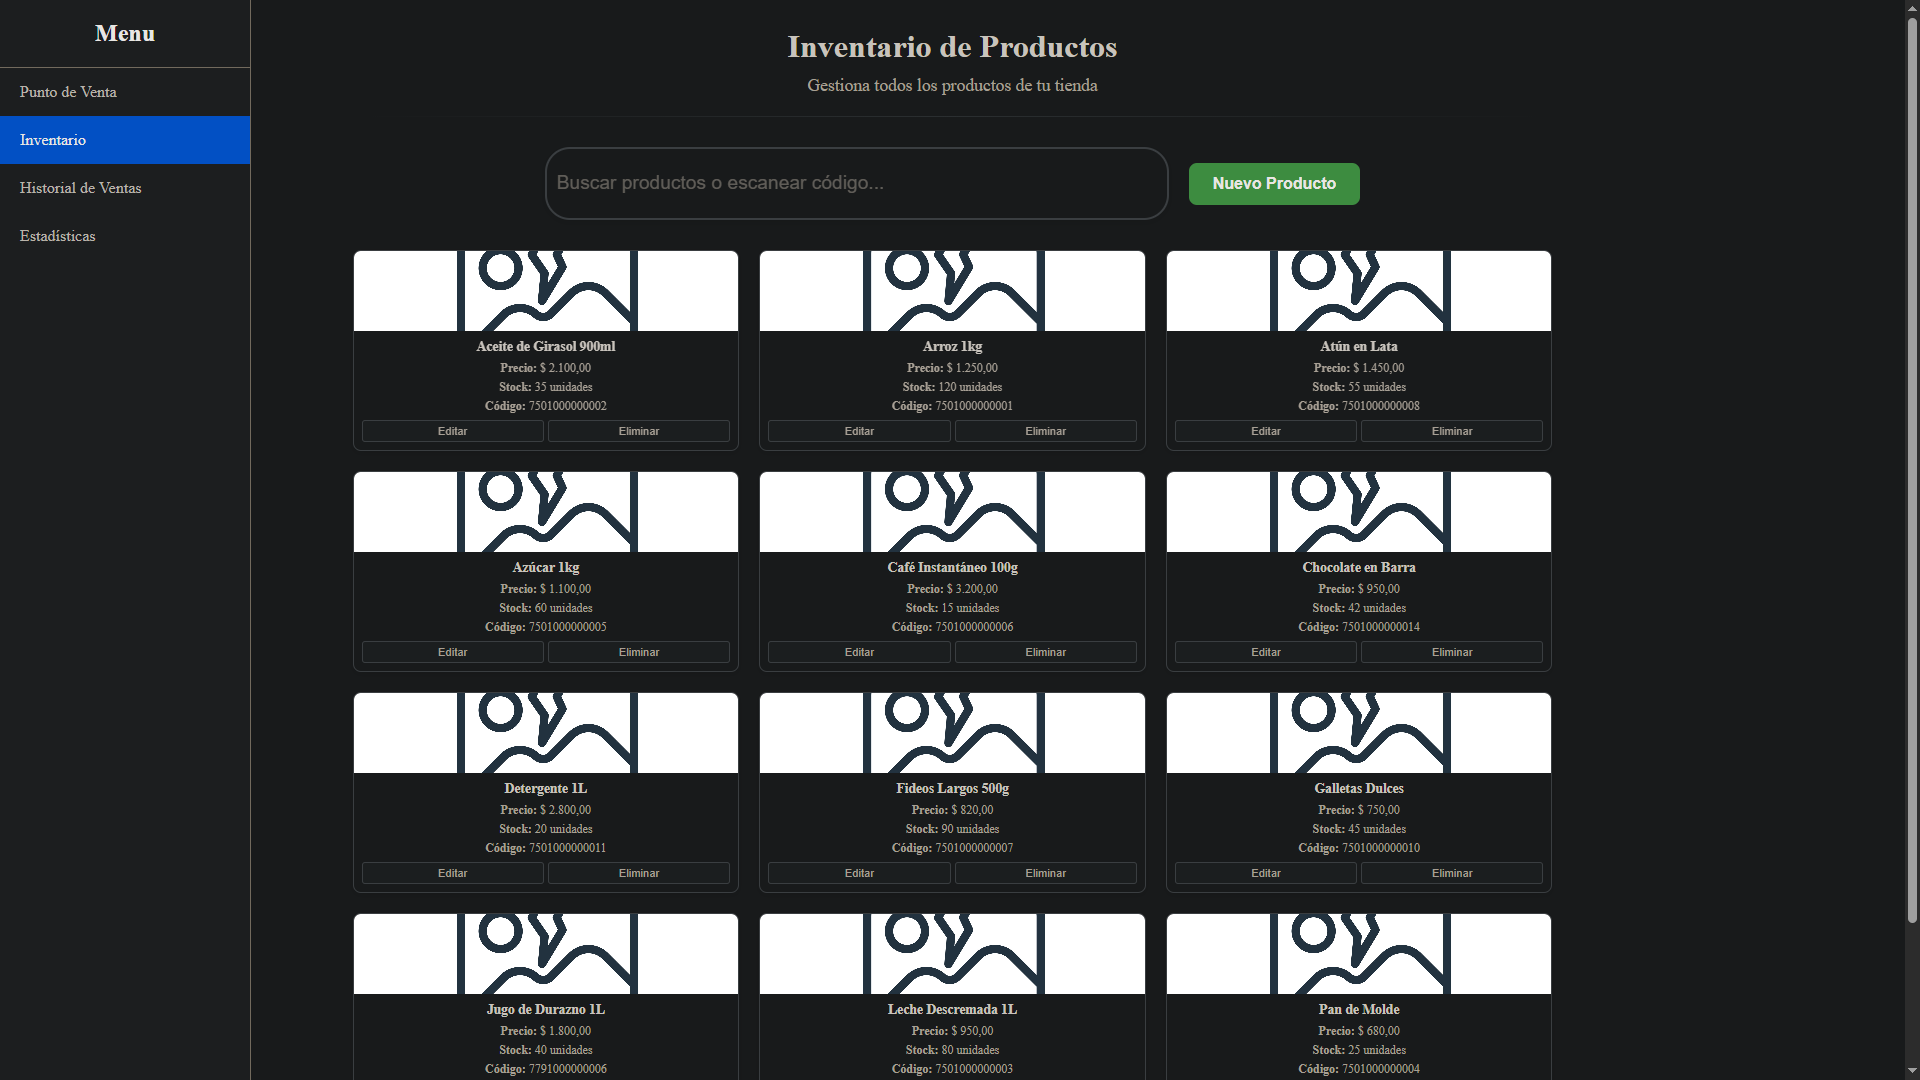 Menu
Punto de Venta
Inventario
Historial de Ventas
Estadísticas
Inventario de Productos
Gestiona todos los productos de tu tienda
Buscar productos o escanear código...
Nuevo Producto
Aceite de Girasol 900ml
Precio: $ 2.100,00
Stock: 35 unidades
Código: 7501000000002
Editar Eliminar
Arroz 1kg
Precio: $ 1.250,00
Stock: 120 unidades
Código: 7501000000001
Editar Eliminar
Atún en Lata
Precio: $ 1.450,00
Stock: 55 unidades
Código: 7501000000008
Editar Eliminar
Azúcar 1kg
Precio: $ 1.100,00
Stock: 60 unidades
Código: 7501000000005
Editar Eliminar
Café Instantáneo 100g
Precio: $ 3.200,00
Stock: 15 unidades
Código: 7501000000006
Editar Eliminar
Chocolate en Barra
Precio: $ 950,00
Stock: 42 unidades
Código: 7501000000014
Editar Eliminar
Detergente 1L
Precio: $ 2.800,00
Stock: 20 unidades
Código: 7501000000011
Editar Eliminar
Fideos Largos 500g
Precio: $ 820,00
Stock: 90 unidades
Código: 7501000000007
Editar Eliminar
Galletas Dulces
Precio: $ 750,00
Stock: 45 unidades
Código: 7501000000010
Editar Eliminar
Jugo de Durazno 1L
Precio: $ 1.800,00
Stock: 40 unidades
Código: 7791000000006
Leche Descremada 1L
Precio: $ 950,00
Stock: 80 unidades
Código: 7501000000003
Pan de Molde
Precio: $ 680,00
Stock: 25 unidades
Código: 7501000000004